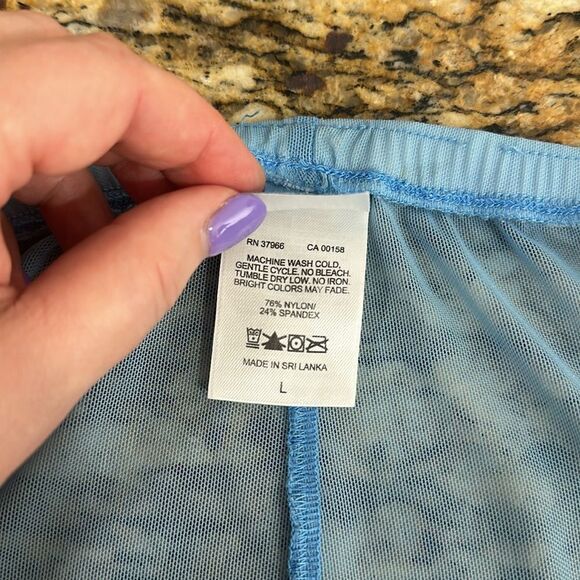 RN 37966 CA 00158
MACHINE WASH COLD,
GENTLE CYCLE. NO BLEACH.
TUMBLE DRY LOW. NO IRON.
BRIGHT COLORS MAY FADE.
76% NYLON/
24% SPANDEX
MADE IN SRI LANKA
L